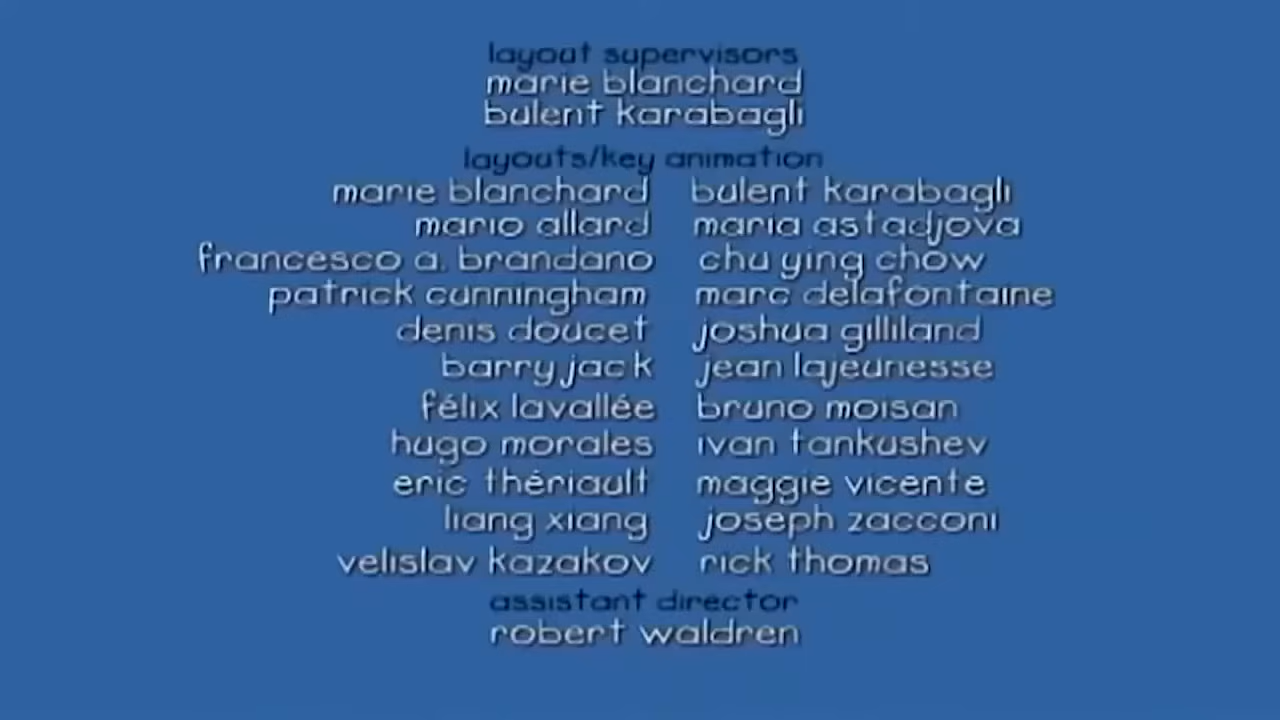 layout supervisors
marie blanchard
bulent karabagli
layouts/key animation
marie blanchard bulent karabagli
mario allard maria astadjova
francesco a. brandano chu ying chow
patrick cunningham marc delafontaine
denis doucet joshua gilliland
barry jack jean lajeunesse
félix lavallée bruno moisan
hugo morales ivan tankushev
eric thériault maggie vicente
liang xiang joseph zacconi
velislav kazakov rick thomas
assistant director
robert waldren